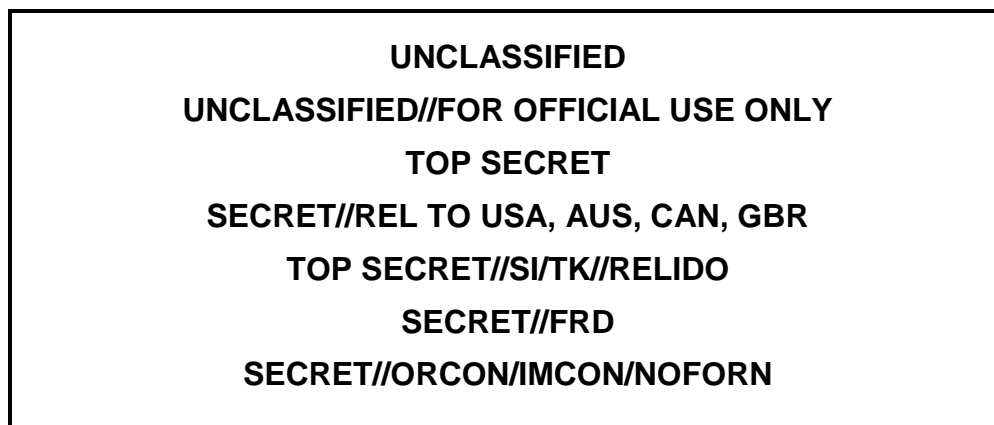 UNCLASSIFIED
UNCLASSIFIED//FOR OFFICIAL USE ONLY
TOP SECRET
SECRET//REL TO USA, AUS, CAN, GBR
TOP SECRET//SI/TK//RELIDO
SECRET//FRD
SECRET//ORCON/IMCON/NOFORN